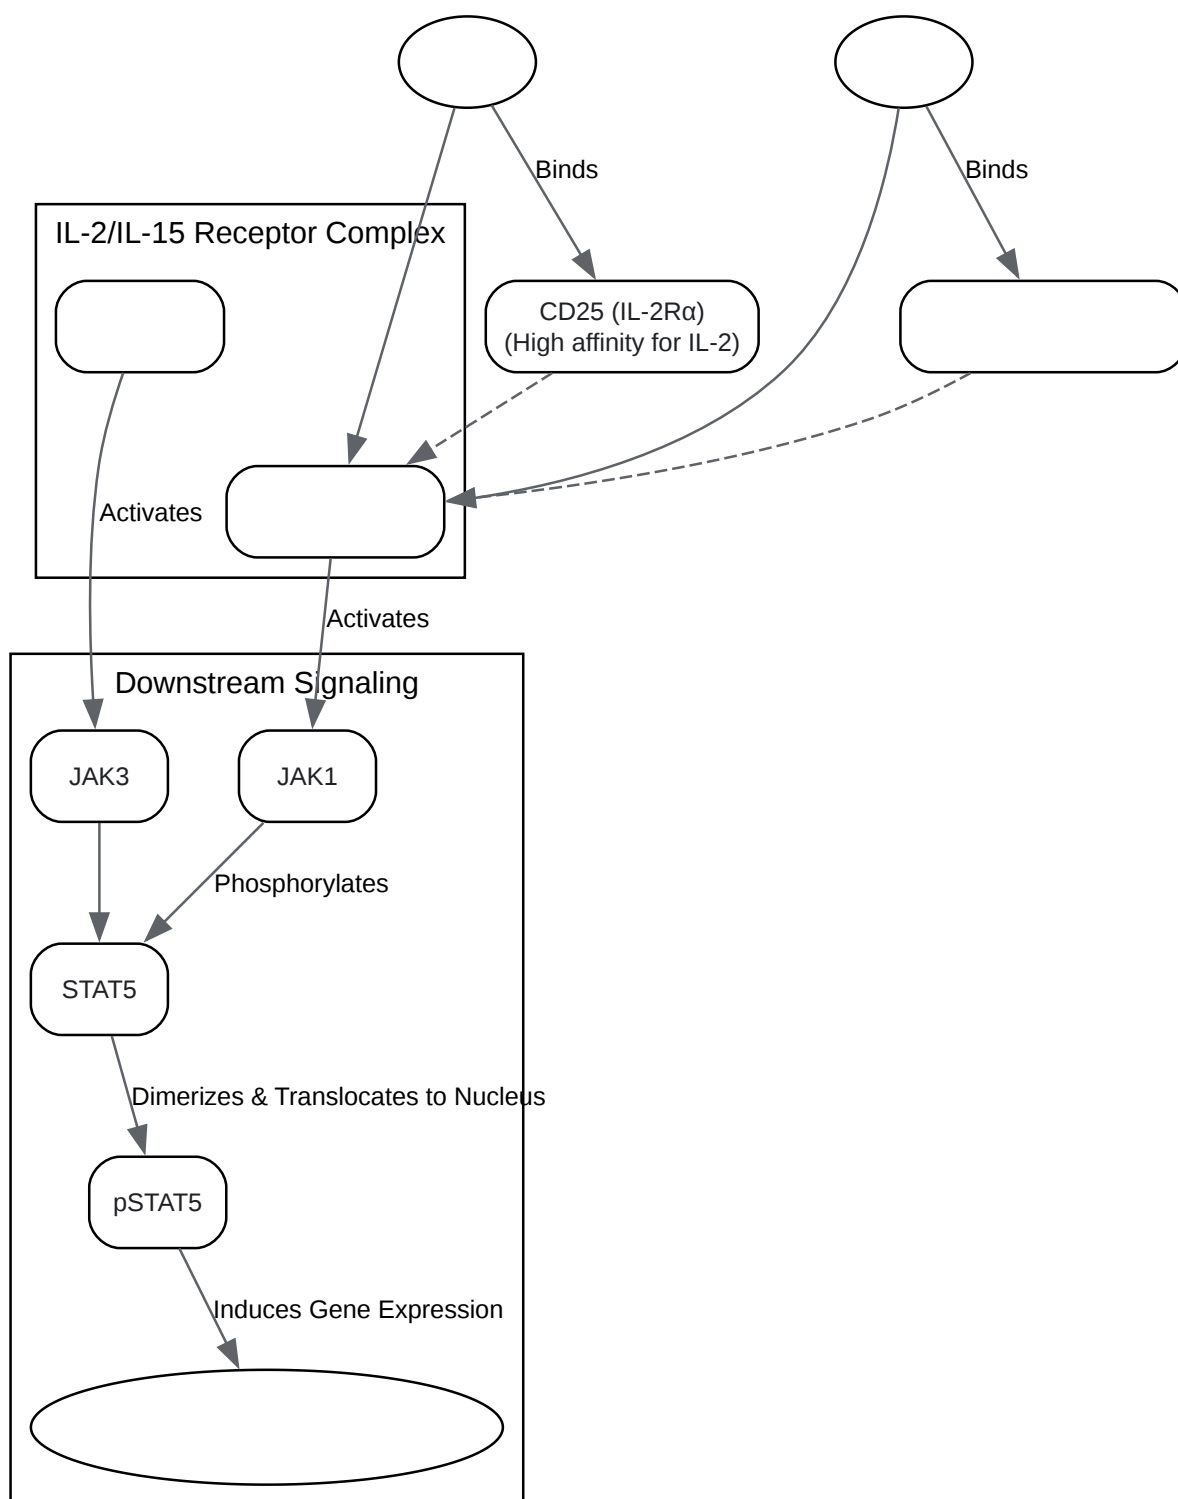 Binds
Binds
IL-2/IL-15 Receptor Complex
CD25 (IL-2Rα)
(High affinity for IL-2)
Activates
Activates
Downstream Signaling
JAK3
JAK1
Phosphorylates
STAT5
Dimerizes & Translocates to Nucleus
pSTAT5
Induces Gene Expression